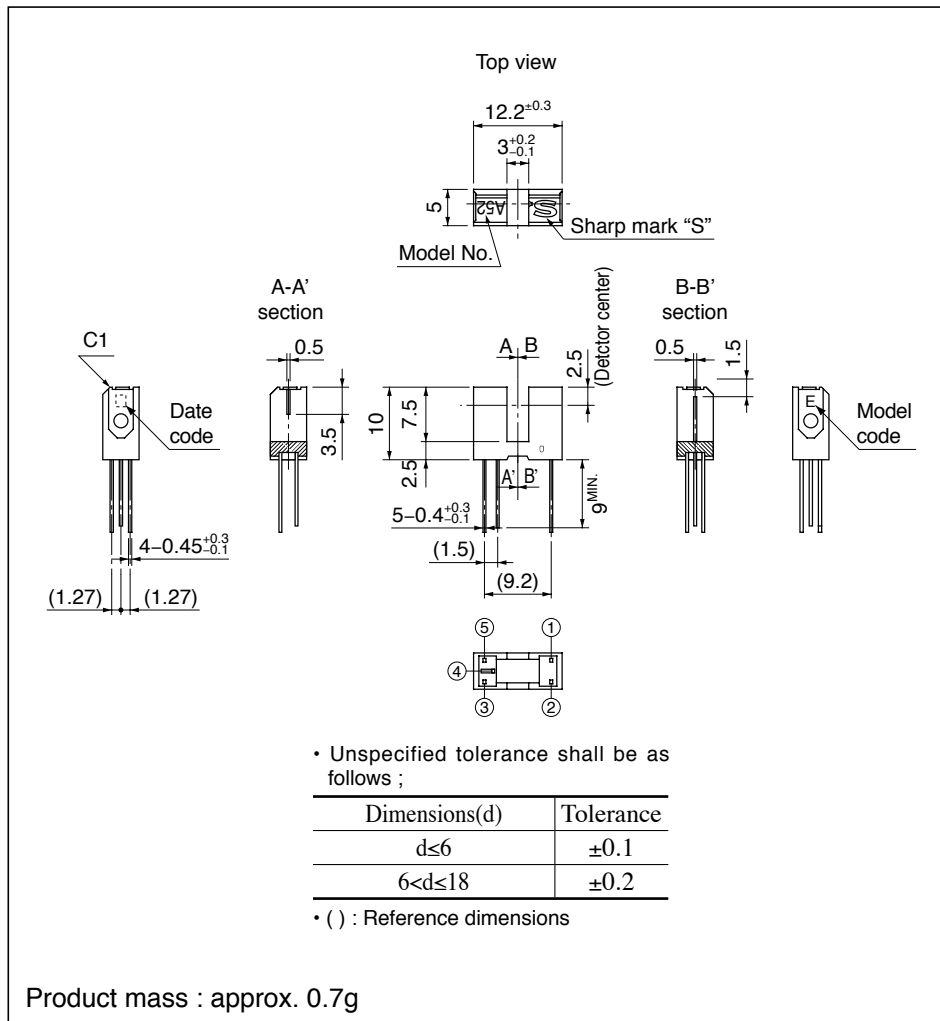 Top view
12.2±0.3
3+0.2−0.1
5
A52
S
Model No.
Sharp mark “S”
A-A’
section
B-B’
section
C1
Date
code
0.5
3.5
A B
2.5
(Detctor center)
10
7.5
2.5
A’ B’
9MIN.
0.5
1.5
E
Model
code
5−0.4+0.3−0.1
4−0.45+0.3−0.1
(1.5)
(9.2)
(1.27) (1.27)
⑤ ①
④
③ ②
• Unspecified tolerance shall be as
follows ;
Dimensions(d) Tolerance
d≤6 ±0.1
6<d≤18 ±0.2
• ( ) : Reference dimensions
Product mass : approx. 0.7g